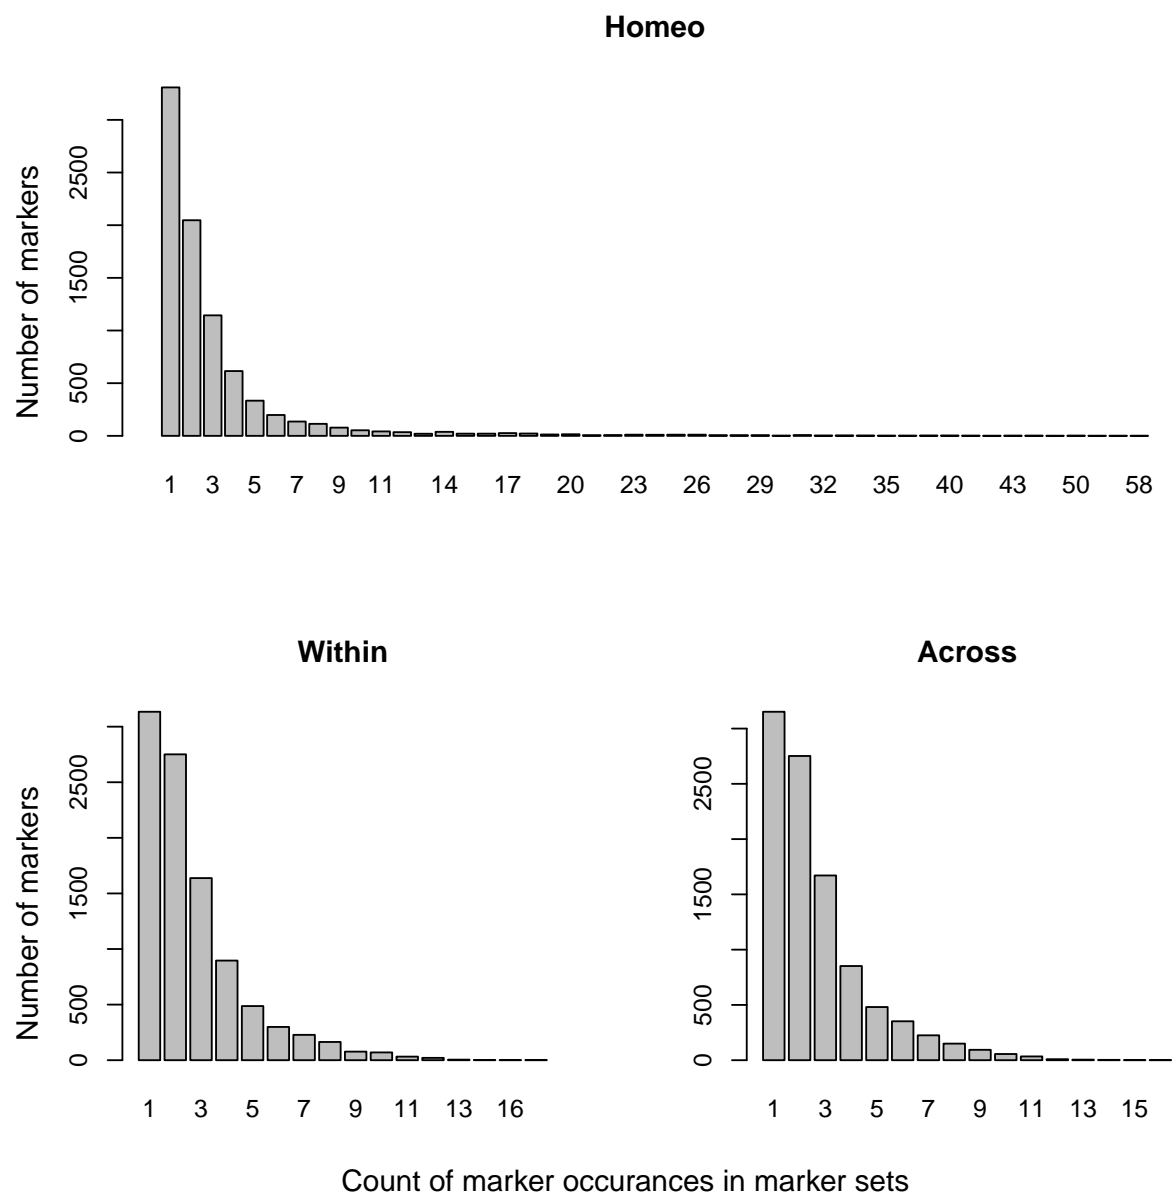 Homeo
Number of markers
0 500 1500 2500
1 3 5 7 9 11 14 17 20 23 26 29 32 35 40 43 50 58
Within
Number of markers
0 500 1500 2500
1 3 5 7 9 11 13 16
Across
0 500 1500 2500
1 3 5 7 9 11 13 15
Count of marker occurances in marker sets